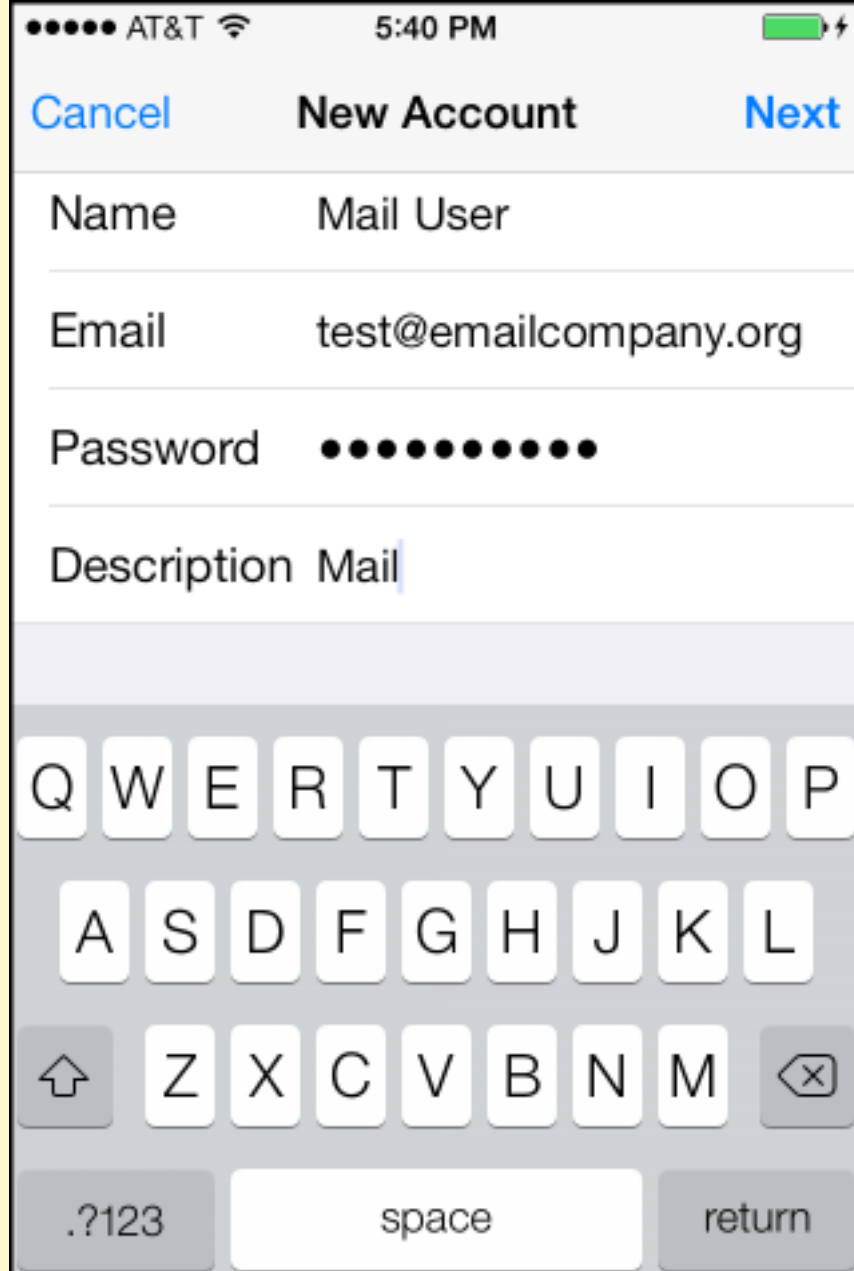 AT&T 5:40 PM
Cancel New Account Next
Name Mail User
Email test@emailcompany.org
Password ••••••••••
Description Mail
Q W E R T Y U I O P
A S D F G H J K L
Z X C V B N M
.?123 space return